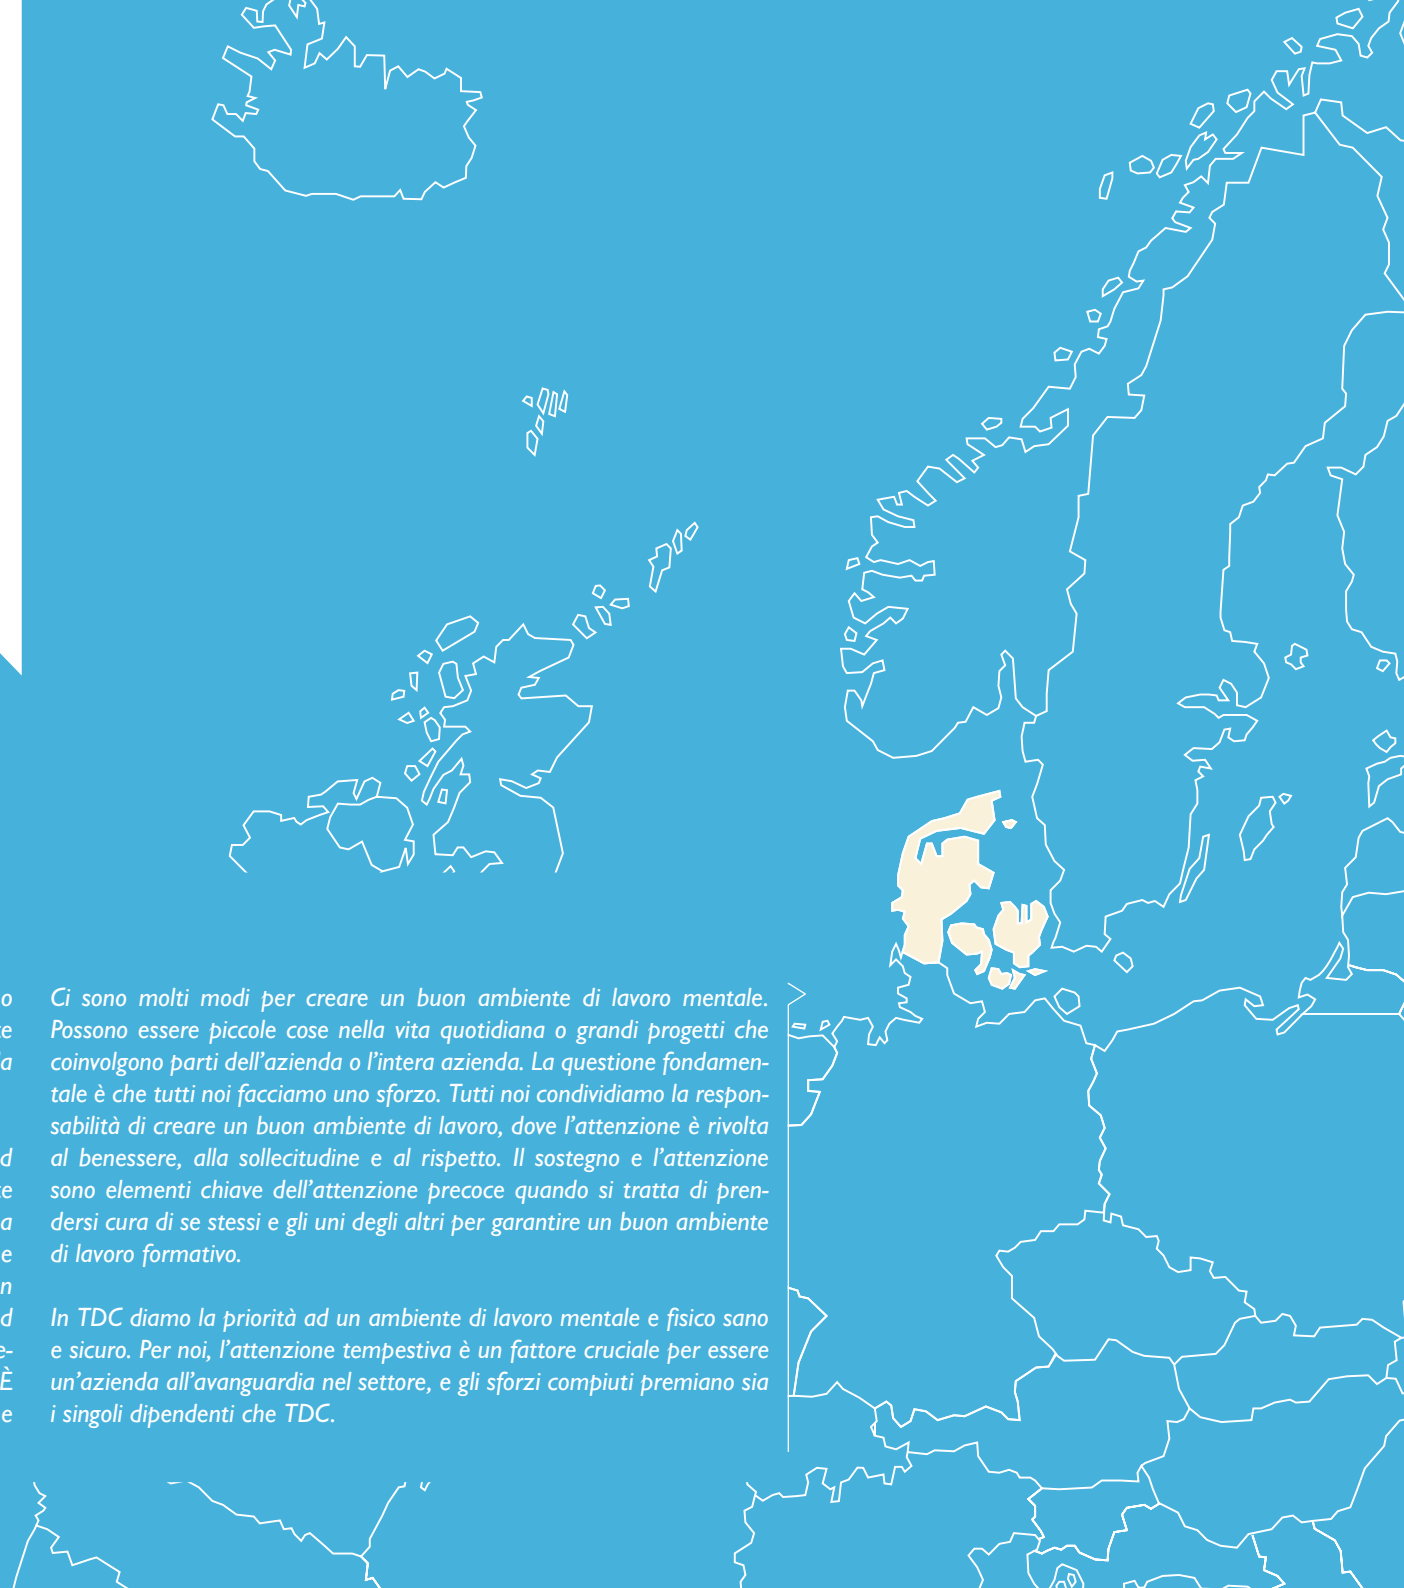 Ci sono molti modi per creare un buon ambiente di lavoro mentale.
Possono essere piccole cose nella vita quotidiana o grandi progetti che
coinvolgono parti dell’azienda o l’intera azienda. La questione fondamen-
tale è che tutti noi facciamo uno sforzo. Tutti noi condividiamo la respon-
sabilità di creare un buon ambiente di lavoro, dove l’attenzione è rivolta
al benessere, alla sollecitudine e al rispetto. Il sostegno e l’attenzione
sono elementi chiave dell’attenzione precoce quando si tratta di pren-
dersi cura di se stessi e gli uni degli altri per garantire un buon ambiente
di lavoro formativo.
In TDC diamo la priorità ad un ambiente di lavoro mentale e fisico sano
e sicuro. Per noi, l’attenzione tempestiva è un fattore cruciale per essere
un’azienda all’avanguardia nel settore, e gli sforzi compiuti premiano sia
i singoli dipendenti che TDC.